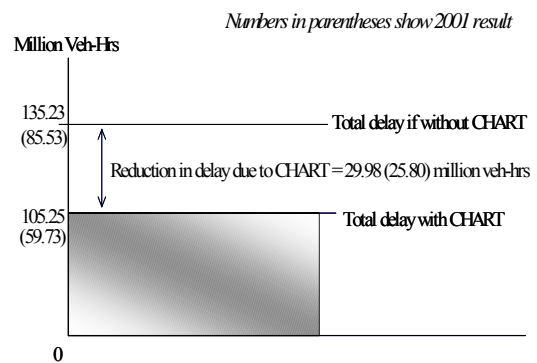 Numbers in parentheses show 2001 result
Million Veh-Hrs
135.23
(85.53)
Total delay if without CHART
Reduction in delay due to CHART = 29.98 (25.80) million veh-hrs
105.25
(59.73)
Total delay with CHART
0